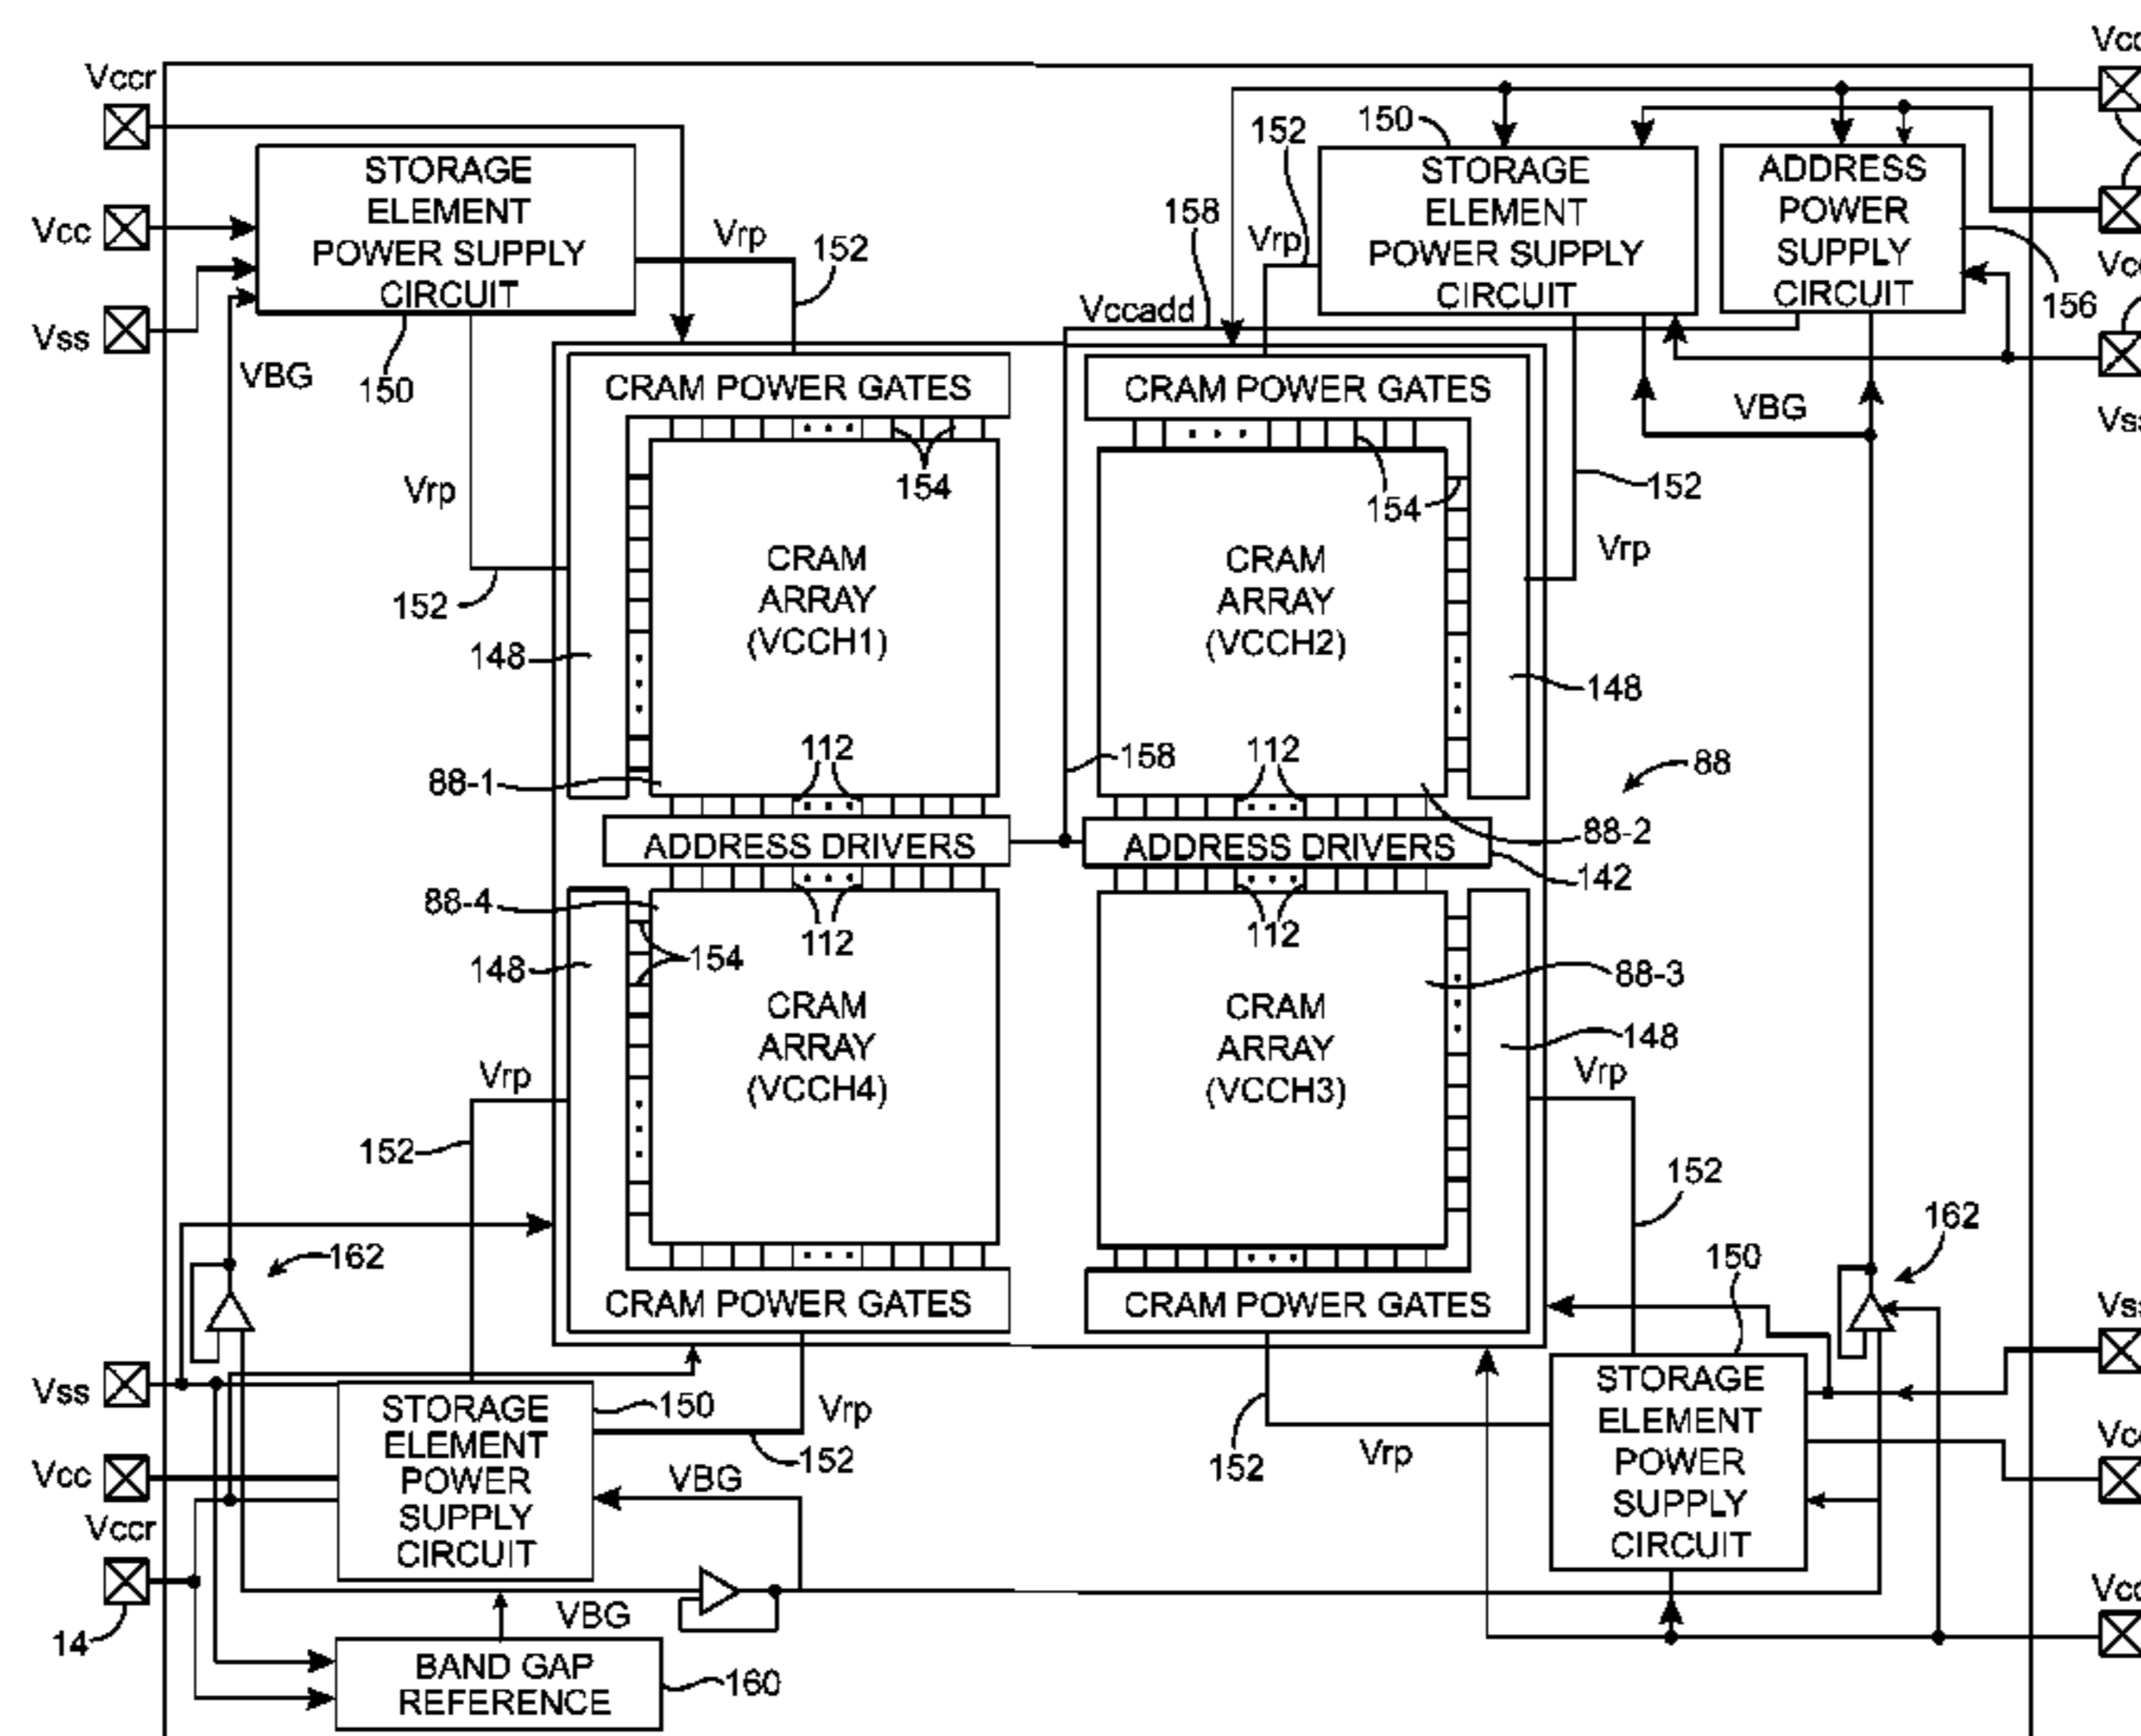 Vccr
Vcc
Vss
STORAGE
ELEMENT
POWER SUPPLY
CIRCUIT
150
VBG
Vrp
152
Vrp
152
148
158
Vccadd
152
Vrp
150
STORAGE
ELEMENT
POWER SUPPLY
CIRCUIT
ADDRESS
POWER
SUPPLY
CIRCUIT
156
VBG
152
Vrp
148
CRAM POWER GATES
154
CRAM
ARRAY
(VCCH1)
88-1
112
CRAM POWER GATES
154
CRAM
ARRAY
(VCCH2)
158
112
88
88-2
ADDRESS DRIVERS
ADDRESS DRIVERS
142
88-4
112
154
148
CRAM
ARRAY
(VCCH4)
112
88-3
CRAM
ARRAY
(VCCH3)
148
Vrp
152
Vrp
152
162
CRAM POWER GATES
CRAM POWER GATES
150
162
Vss
Vcc
Vccr
14
STORAGE
ELEMENT
POWER
SUPPLY
CIRCUIT
150
Vrp
152
VBG
152
Vrp
STORAGE
ELEMENT
POWER
SUPPLY
CIRCUIT
VBG
BAND GAP
REFERENCE
160